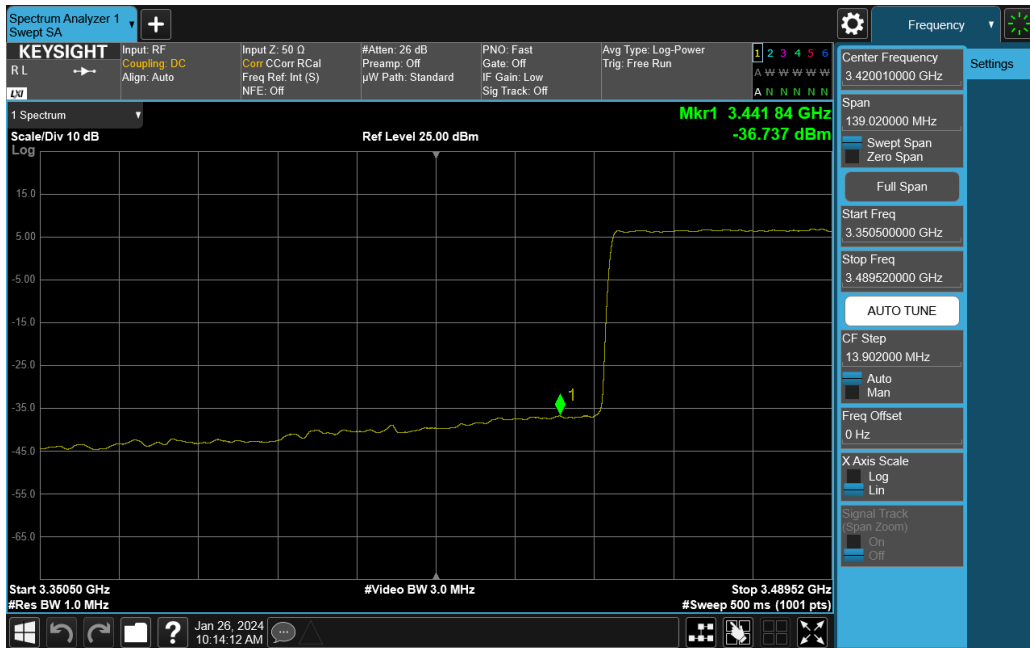 Spectrum Analyzer 1
Swept SA
Frequency
KEYSIGHT
R L
LXI
Input: RF
Coupling: DC
Align: Auto
Input Z: 50 Ω
Corr CCorr RCal
Freq Ref: Int (S)
NFE: Off
#Atten: 26 dB
Preamp: Off
µW Path: Standard
PNO: Fast
Gate: Off
IF Gain: Low
Sig Track: Off
Avg Type: Log-Power
Trig: Free Run
1 2 3 4 5 6
A W W W W W
A N N N N N
1 Spectrum
Scale/Div 10 dB
Ref Level 25.00 dBm
Mkr1 3.441 84 GHz
-36.737 dBm
Log
15.0
5.00
-5.00
-15.0
-25.0
-35.0
-45.0
-55.0
-65.0
1
Start 3.35050 GHz
#Res BW 1.0 MHz
#Video BW 3.0 MHz
Stop 3.48952 GHz
#Sweep 500 ms (1001 pts)
Jan 26, 2024
10:14:12 AM
Center Frequency
3.420010000 GHz
Span
139.020000 MHz
Swept Span
Zero Span
Full Span
Start Freq
3.350500000 GHz
Stop Freq
3.489520000 GHz
AUTO TUNE
CF Step
13.902000 MHz
Auto
Man
Freq Offset
0 Hz
X Axis Scale
Log
Lin
Signal Track
(Span Zoom)
On
Off
Settings